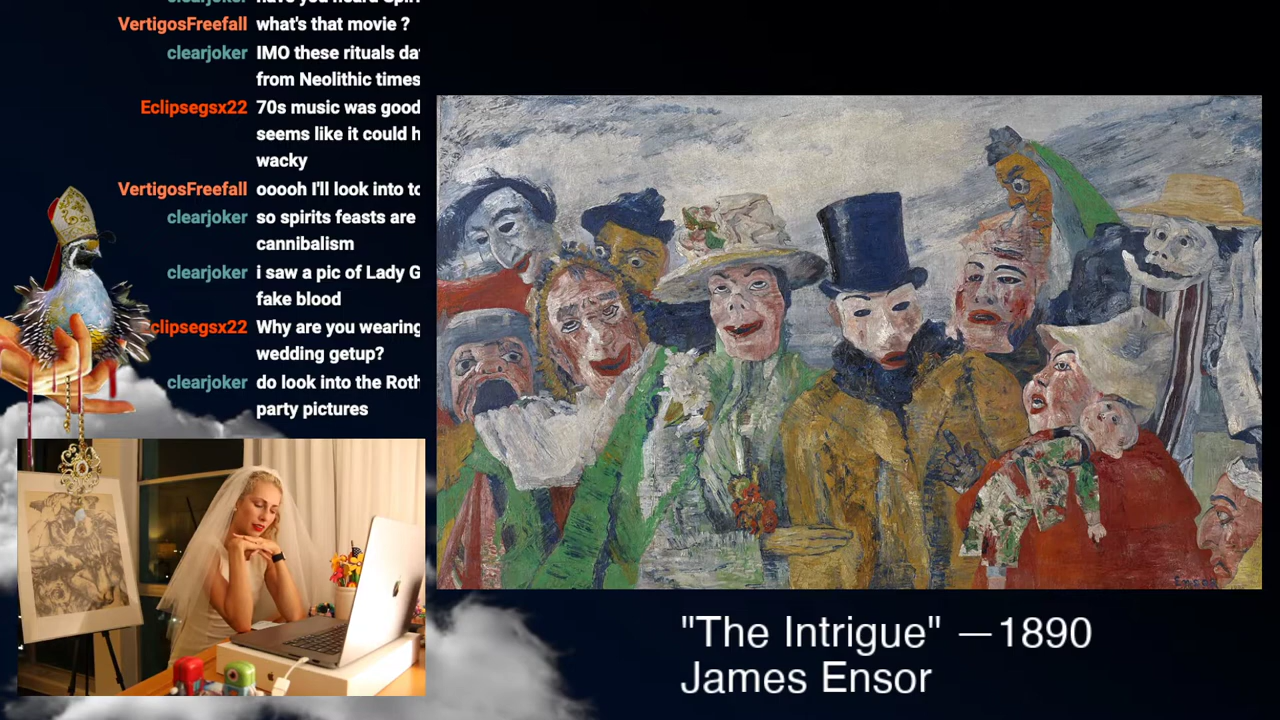 VertigosFreefall what's that movie ?
clearjoker IMO these rituals
from Neolithic times
Eclipsegsx22 70s music was good
seems like it could
wacky
VertigosFreefall ooooh I'll look into
clearjoker so spirits feasts are
cannibalism
clearjoker i saw a pic of Lady G
fake blood
clipsegsx22 Why are you wearing
wedding getup?
clearjoker do look into the Roth
party pictures
"The Intrigue" —1890
James Ensor